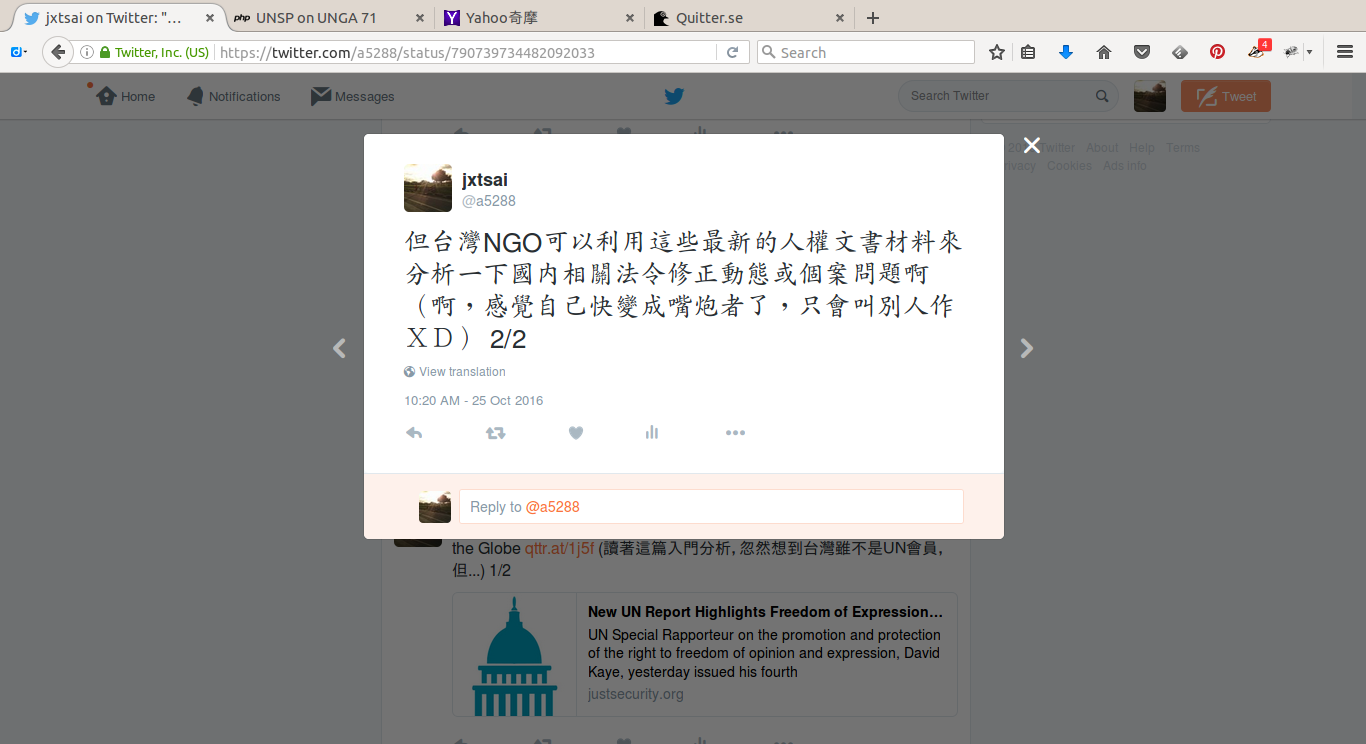 jxtsai on Twitter: "...
php UNSP on UNGA 71
Yahoo奇摩
Quitter.se
Twitter, Inc. (US)
https://twitter.com/a5288/status/790739734482092033
Search
4
Home
Notifications
Messages
Search Twitter
Tweet
Twitter About Help Terms
Cookies Ads info
jxtsai
@a5288
但台灣NGO可以利用這些最新的人權文書材料來
分析一下國內相關法令修正動態或個案問題啊
（啊，感覺自己快變成嘴炮者了，只會叫別人作
ＸＤ） 2/2
View translation
10:20 AM - 25 Oct 2016
Reply to @a5288
the Globe qttr.at/1j5f (讀著這篇入門分析, 忽然想到台灣雖不是UN會員,
但...) 1/2
New UN Report Highlights Freedom of Expression...
UN Special Rapporteur on the promotion and protection
of the right to freedom of opinion and expression, David
Kaye, yesterday issued his fourth
justsecurity.org